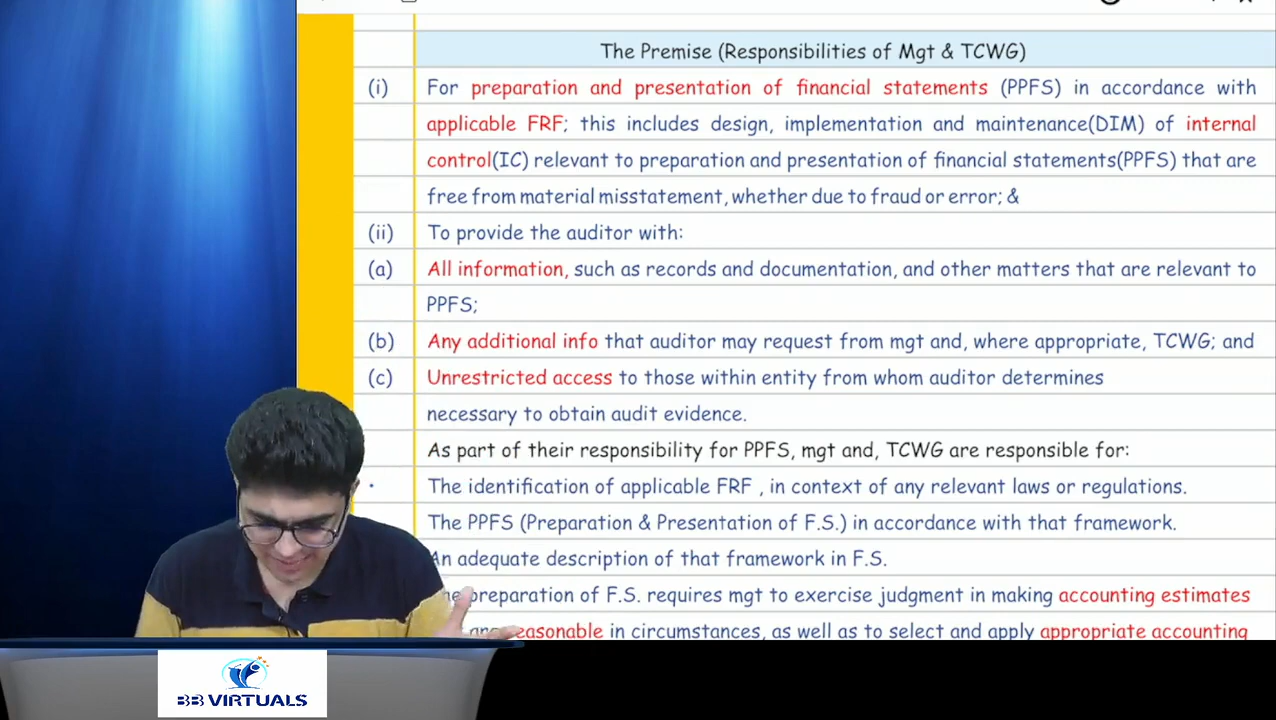 The Premise (Responsibilities of Mgt & TCWG)
(i) For preparation and presentation of financial statements (PPFS) in accordance with
applicable FRF; this includes design, implementation and maintenance(DIM) of internal
control(IC) relevant to preparation and presentation of financial statements(PPFS) that are
free from material misstatement, whether due to fraud or error; &
(ii) To provide the auditor with:
(a) All information, such as records and documentation, and other matters that are relevant to
PPFS;
(b) Any additional info that auditor may request from mgt and, where appropriate, TCWG; and
(c) Unrestricted access to those within entity from whom auditor determines
necessary to obtain audit evidence.
As part of their responsibility for PPFS, mgt and, TCWG are responsible for:
• The identification of applicable FRF , in context of any relevant laws or regulations.
The PPFS (Preparation & Presentation of F.S.) in accordance with that framework.
An adequate description of that framework in F.S.
preparation of F.S. requires mgt to exercise judgment in making accounting estimates
in circumstances, as well as to select and apply appropriate accounting
BB VIRTUALS